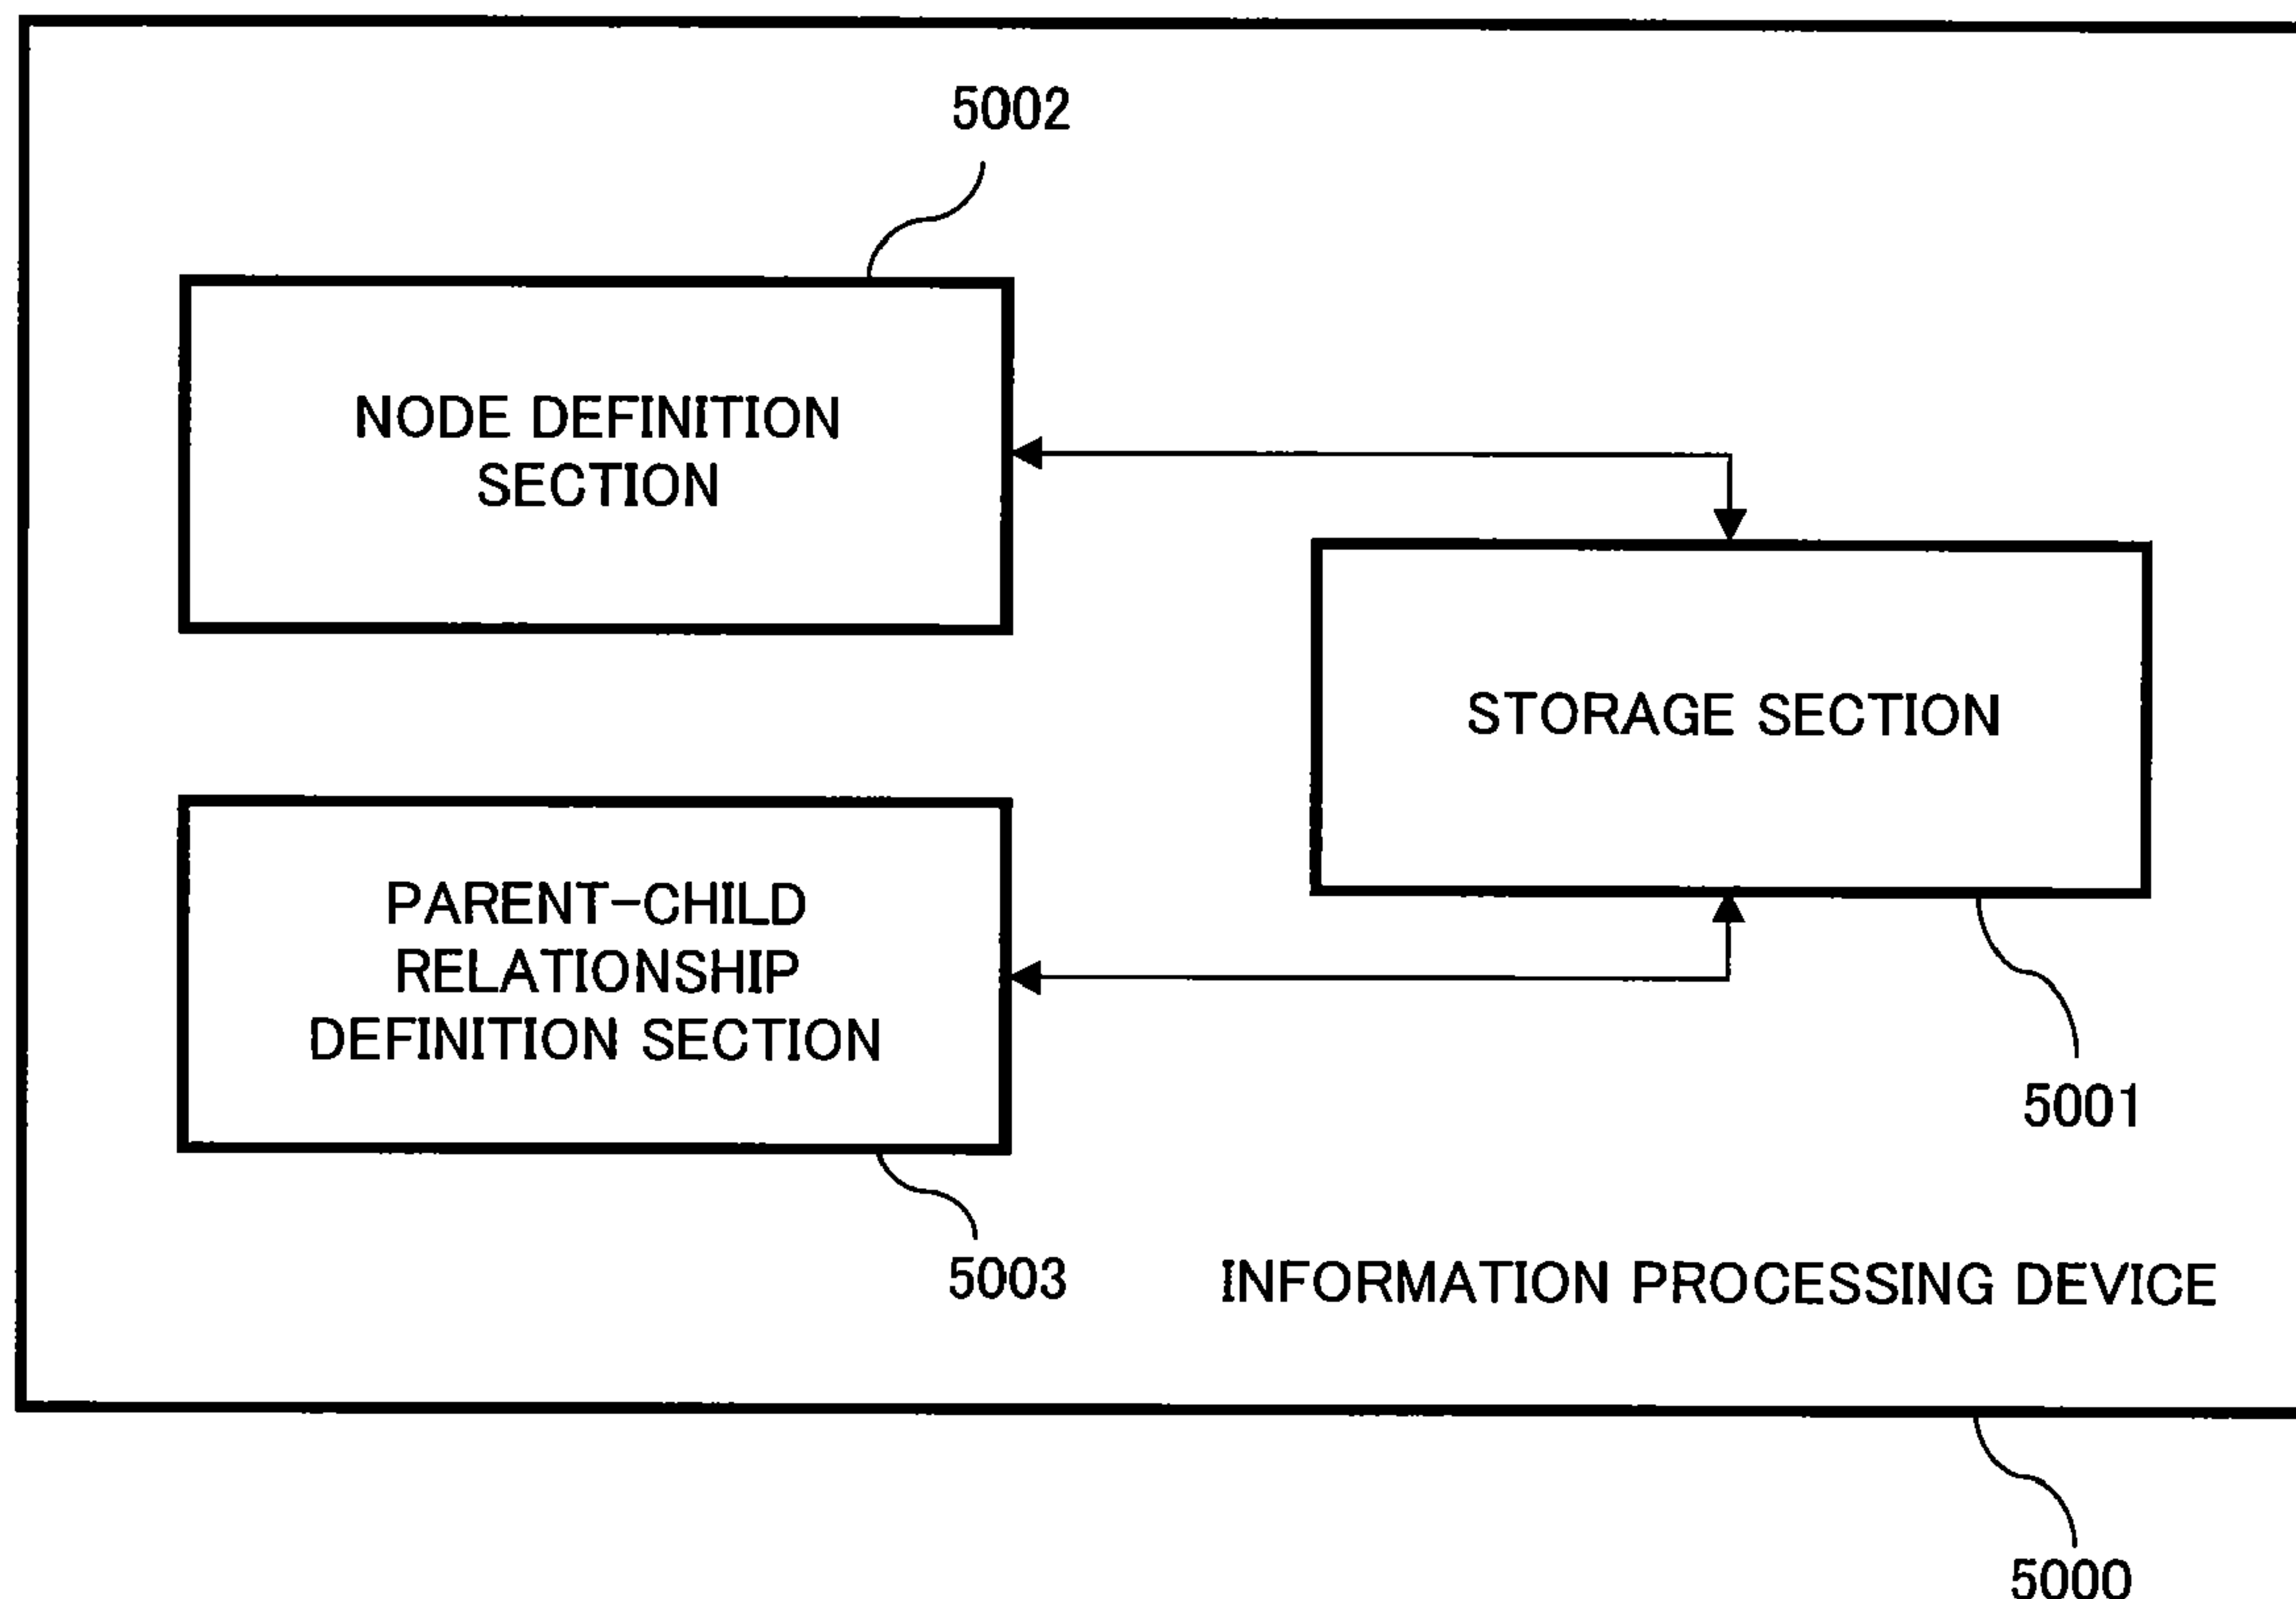 5002
NODE DEFINITION
SECTION
STORAGE SECTION
PARENT-CHILD
RELATIONSHIP
DEFINITION SECTION
5001
5003
INFORMATION PROCESSING DEVICE
5000